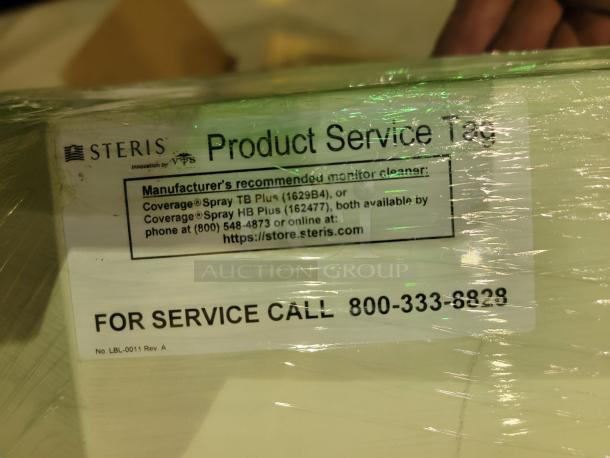 STERIS
Innovation by VTS
Product Service Tag
Manufacturer's recommended monitor cleaner:
Coverage®Spray TB Plus (1629B4), or
Coverage®Spray HB Plus (162477), both available by
phone at (800) 548-4873 or online at:
https://store.steris.com
AUCTION GROUP
FOR SERVICE CALL 800-333-8828
No. LBL-0011 Rev. A